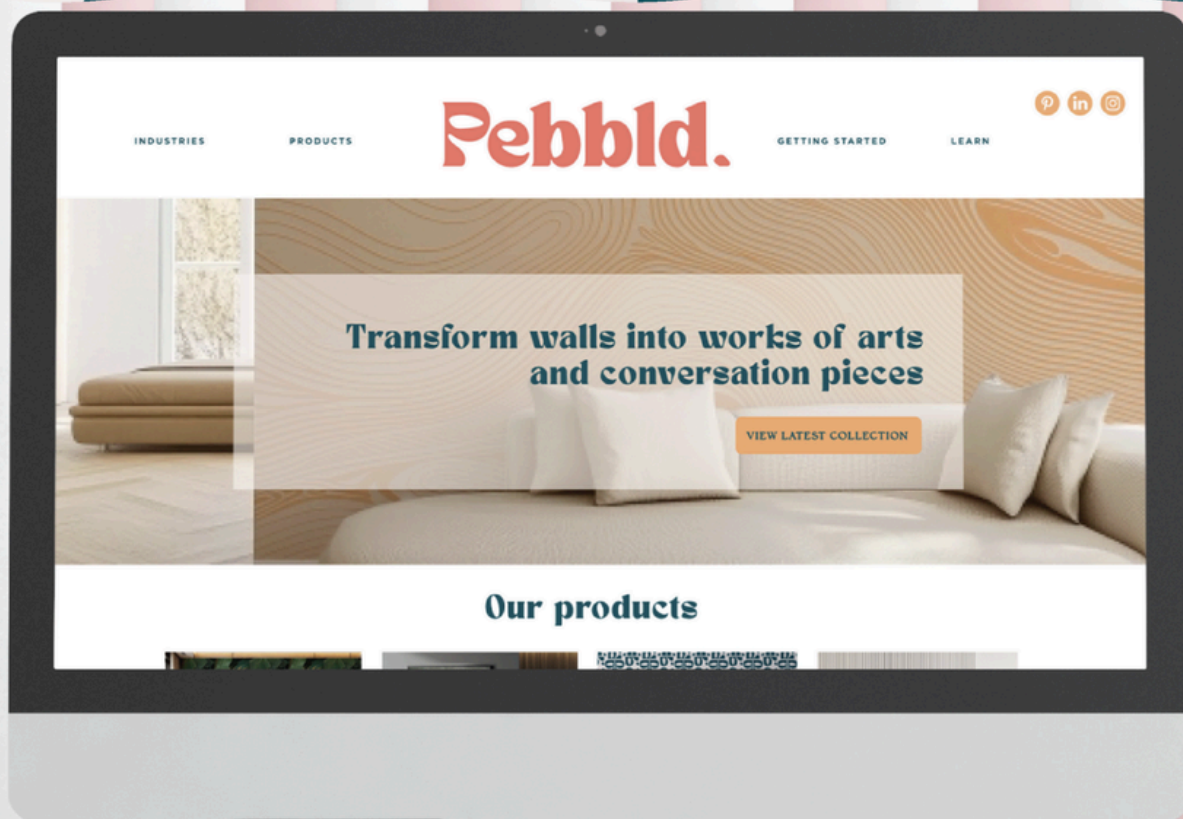 INDUSTRIES
PRODUCTS
Pebbld.
GETTING STARTED
LEARN
in
Transform walls into works of arts
and conversation pieces
VIEW LATEST COLLECTION
Our products